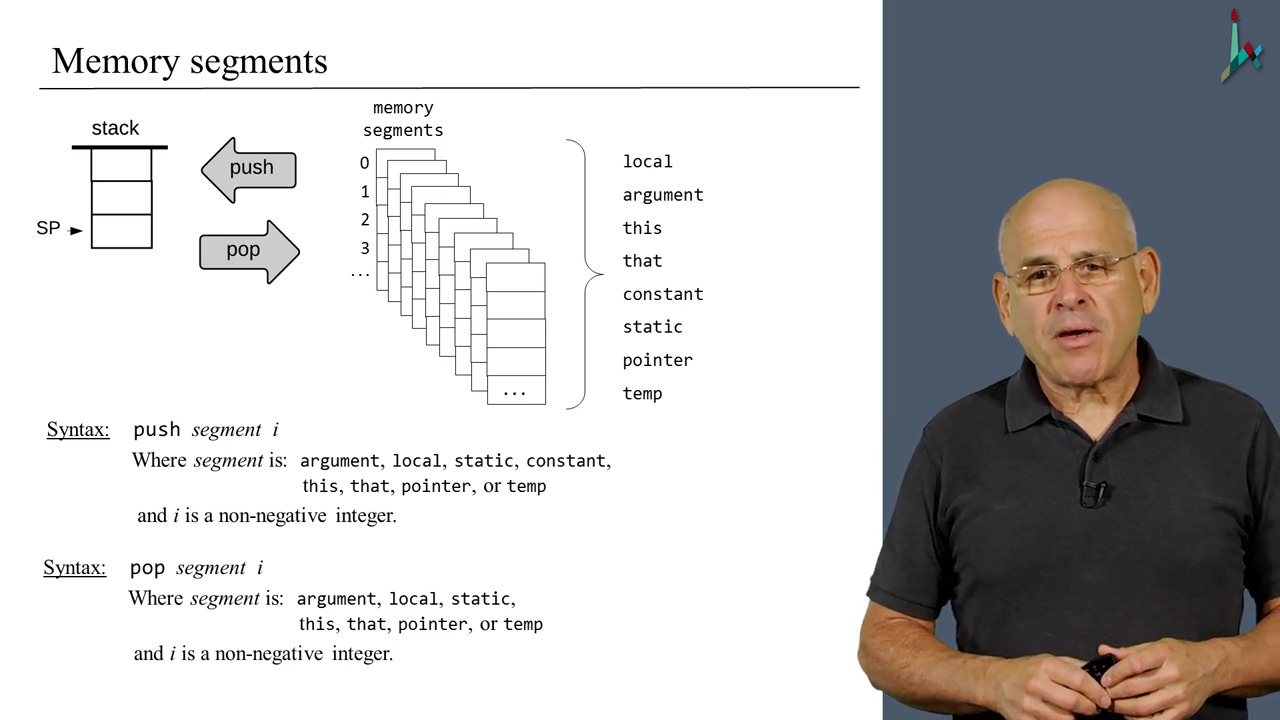 Memory segments
memory
segments
stack
push
pop
SP
0
1
2
3
...
...
local
argument
this
that
constant
static
pointer
temp
Syntax: push segment i
Where segment is: argument, local, static, constant,
this, that, pointer, or temp
and i is a non-negative integer.
Syntax: pop segment i
Where segment is: argument, local, static,
this, that, pointer, or temp
and i is a non-negative integer.